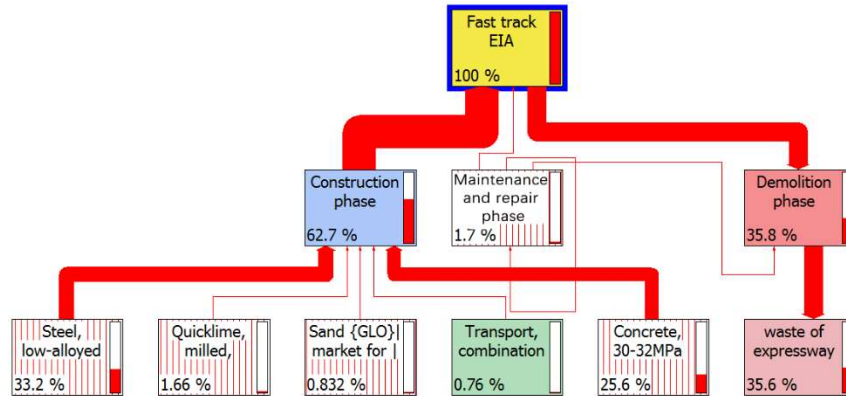 Fast track
EIA
100 %
Construction
phase
62.7 %
Maintenance
and repair
phase
1.7 %
Demolition
phase
35.8 %
Steel,
low-alloyed
33.2 %
Quicklime,
milled,
1.66 %
Sand {GLO}|
market for |
0.832 %
Transport,
combination
0.76 %
Concrete,
30-32MPa
25.6 %
waste of
expressway
35.6 %